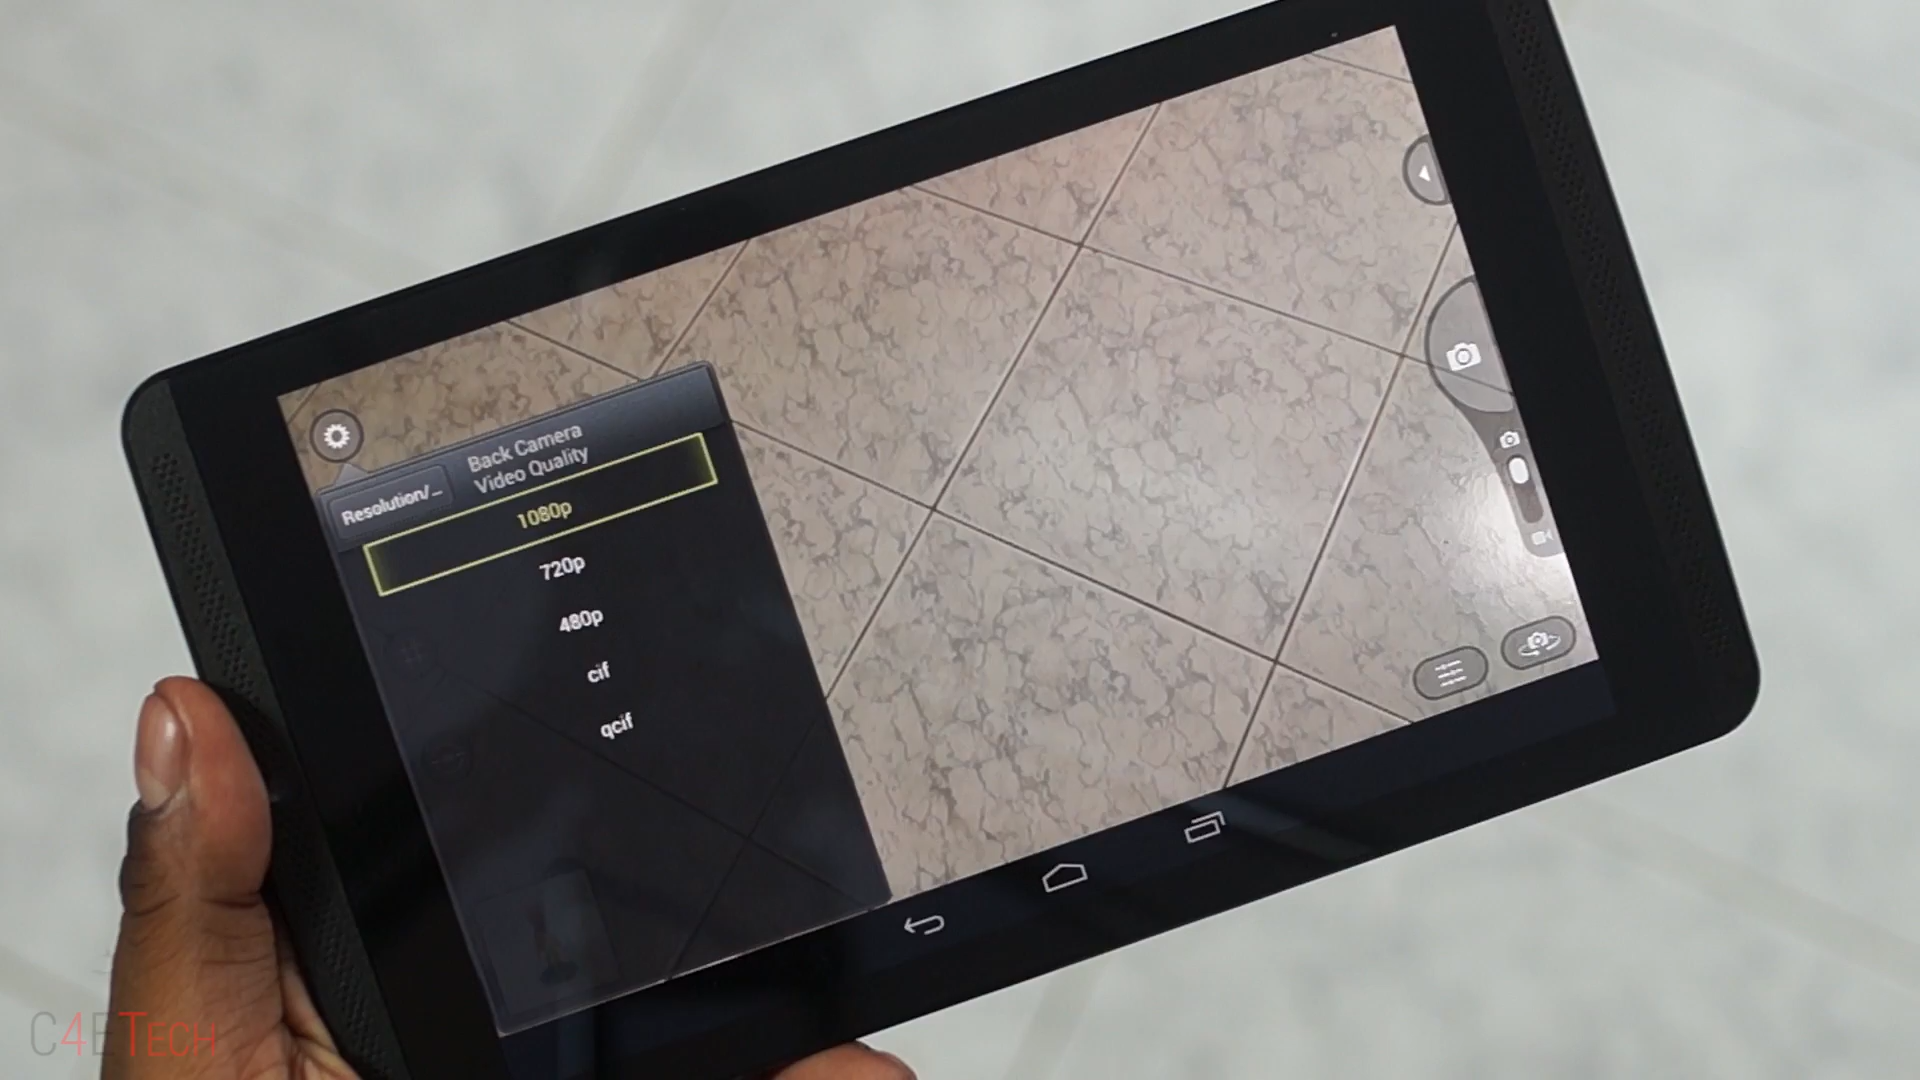 Back Camera
Video Quality
Resolution/...
1080p
720p
480p
cif
qcif
C4ETECH